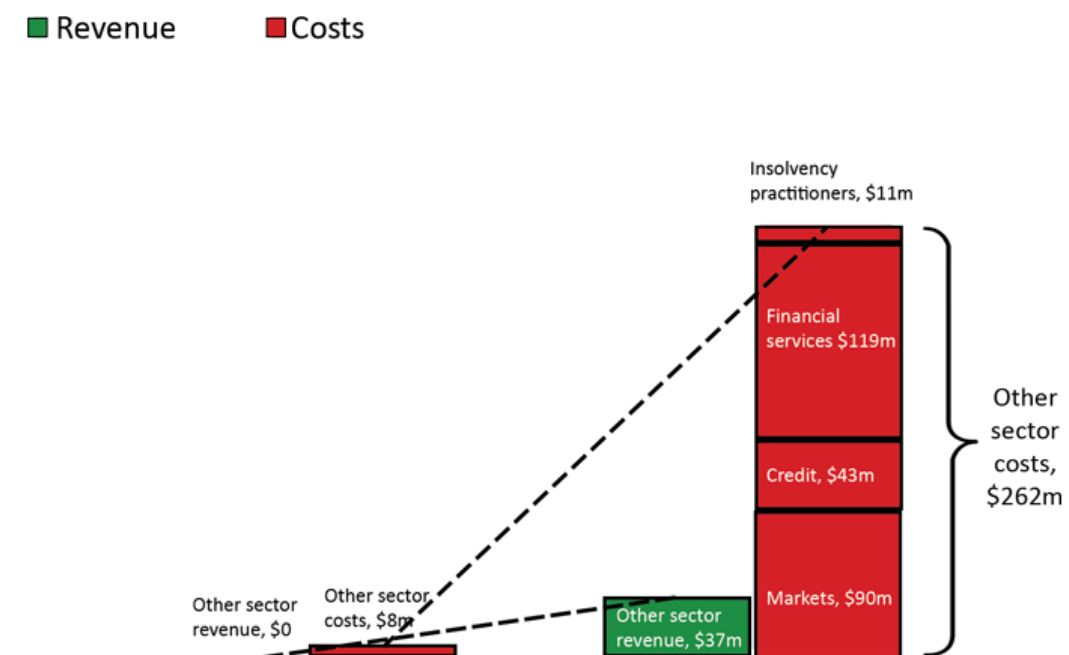 Revenue
Costs
Insolvency
practitioners, $11m
Financial
services $119m
Other
sector
costs,
$262m
Credit, $43m
Markets, $90m
Other sector
revenue, $0
Other sector
costs, $8m
Other sector
revenue, $37m